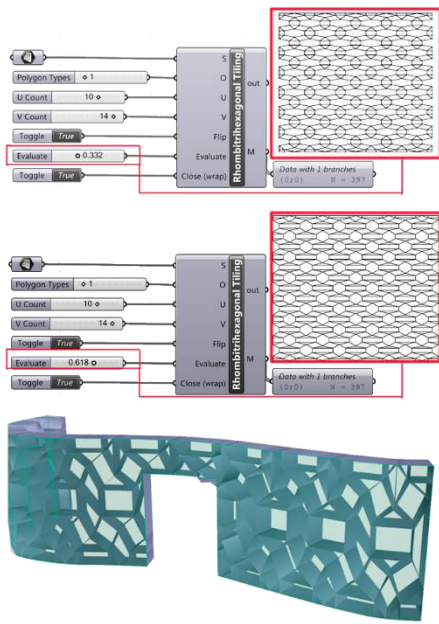 S
Polygon Types 1
O
out
U Count 10
U
V Count 14
V
Toggle True
Flip
Evaluate 0.332
Evaluate
M
Toggle True
Close (wrap)
Rhombitrihexagonal Tiling
Data with 1 branches
{0;0} N = 397
S
Polygon Types 1
O
out
U Count 10
U
V Count 14
V
Toggle True
Flip
Evaluate 0.618
Evaluate
M
Toggle True
Close (wrap)
Rhombitrihexagonal Tiling
Data with 1 branches
{0;0} N = 397